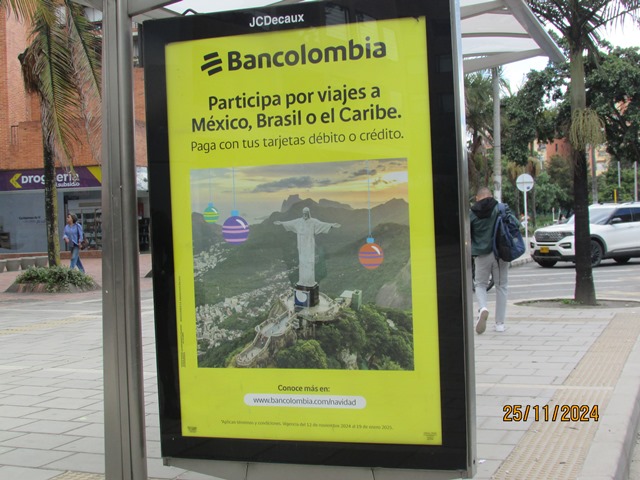 JCDecaux
Bancolombia
Participa por viajes a
México, Brasil o el Caribe.
Paga con tus tarjetas débito o crédito.
Conoce más en:
www.bancolombia.com/navidad
drogería
25/11/2024